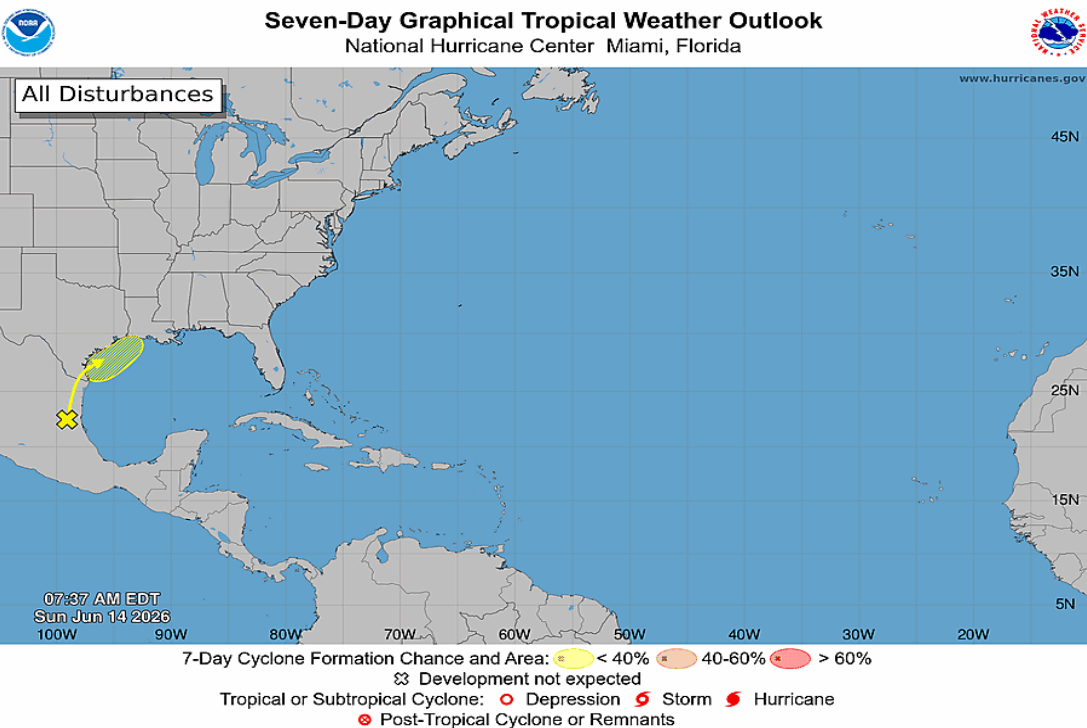 Seven-Day Graphical Tropical Weather Outlook
National Hurricane Center Miami, Florida
NOAA
www.hurricanes.gov
All Disturbances
45N
35N
25N
15N
5N
07:37 AM EDT
Sun Jun 14 2026
100W 90W 80W 70W 60W 50W 40W 30W 20W
7-Day Cyclone Formation Chance and Area: < 40% 40-60% > 60%
Development not expected
Tropical or Subtropical Cyclone: Depression Storm Hurricane
Post-Tropical Cyclone or Remnants